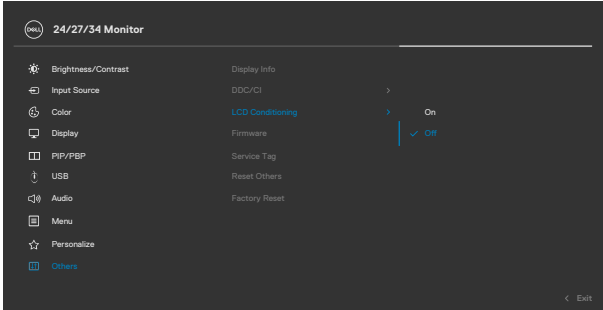 DELL 24/27/34 Monitor
Brightness/Contrast Display Info
Input Source DDC/CI
Color LCD Conditioning On
Display Firmware Off
PIP/PBP Service Tag
USB Reset Others
Audio Factory Reset
Menu
Personalize
Others
Exit